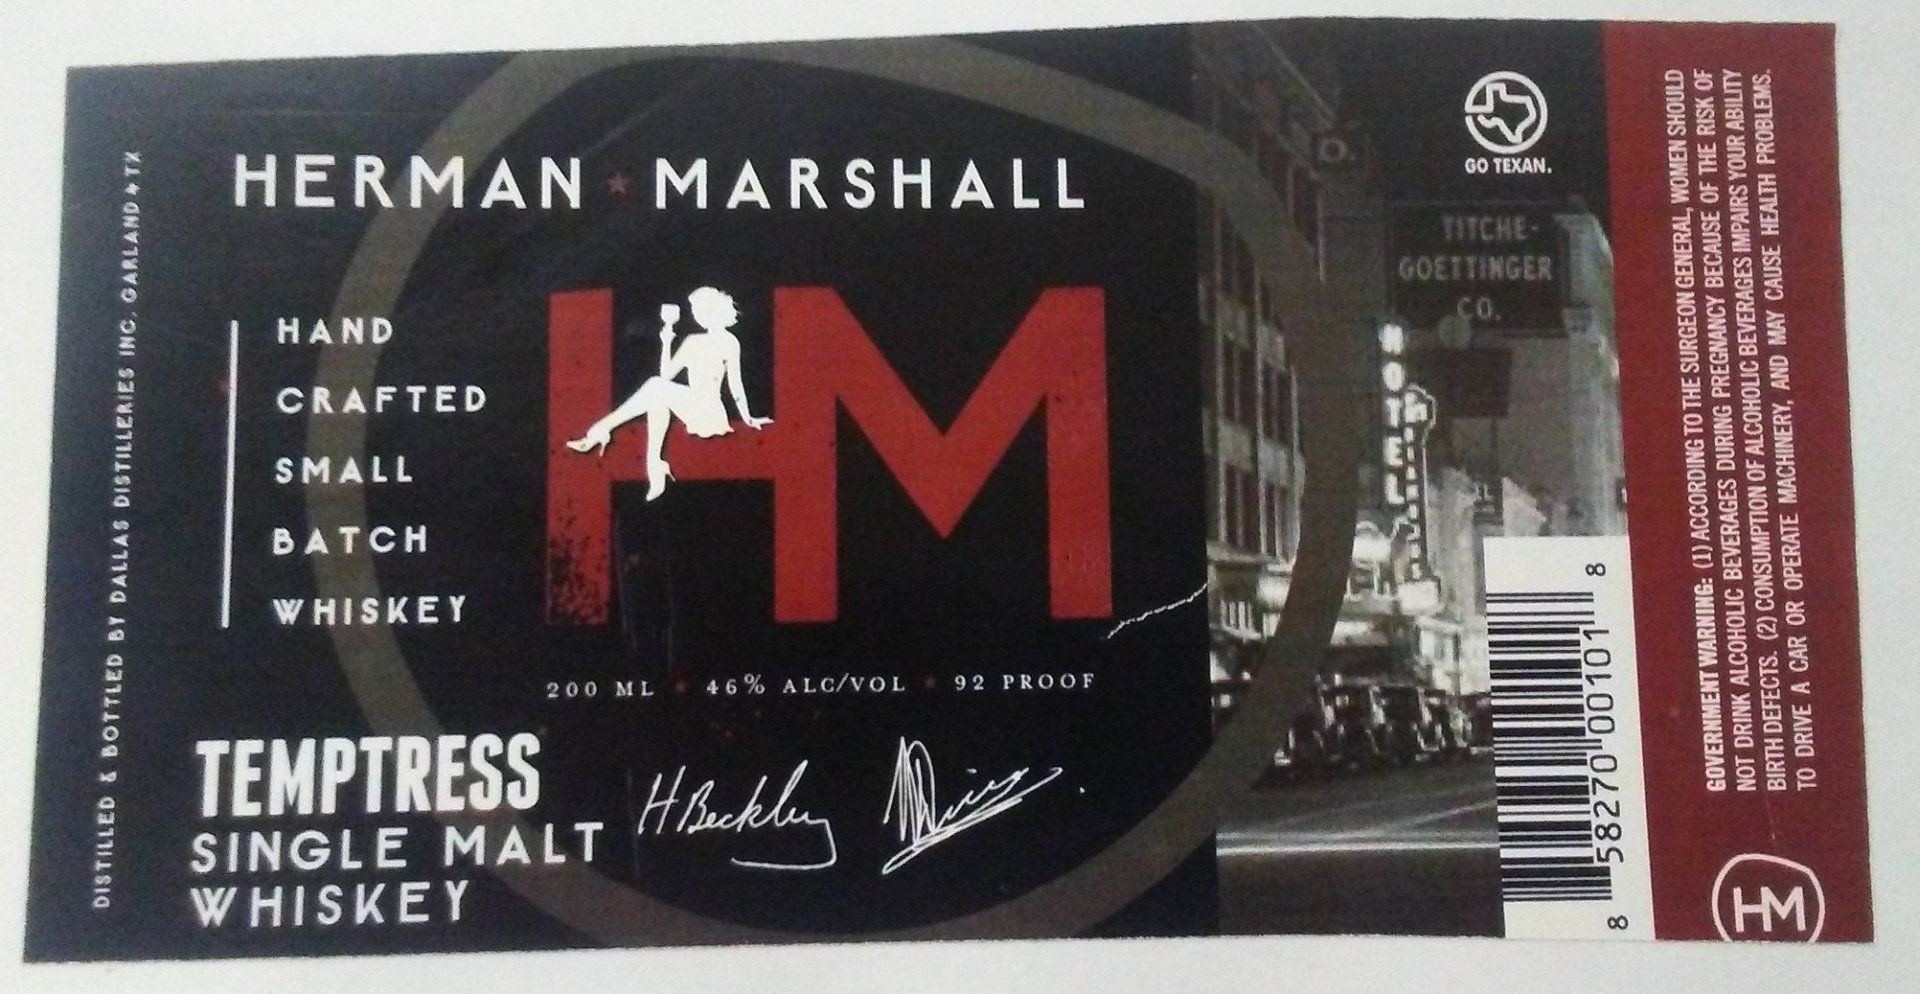 DISTILLED & BOTTLED BY DALLAS DISTILLERIES INC. GARLAND TX
HERMAN ★ MARSHALL
HAND
CRAFTED
SMALL
BATCH
WHISKEY
HM
200 ML ★ 46% ALC/VOL ★ 92 PROOF
TEMPTRESS
SINGLE MALT
WHISKEY
H Beckley
GO TEXAN.
TITCHE-
GOETTINGER
CO.
HOTEL
8 58270 00101 8
GOVERNMENT WARNING: (1) ACCORDING TO THE SURGEON GENERAL, WOMEN SHOULD
NOT DRINK ALCOHOLIC BEVERAGES DURING PREGNANCY BECAUSE OF THE RISK OF
BIRTH DEFECTS. (2) CONSUMPTION OF ALCOHOLIC BEVERAGES IMPAIRS YOUR ABILITY
TO DRIVE A CAR OR OPERATE MACHINERY, AND MAY CAUSE HEALTH PROBLEMS.
HM